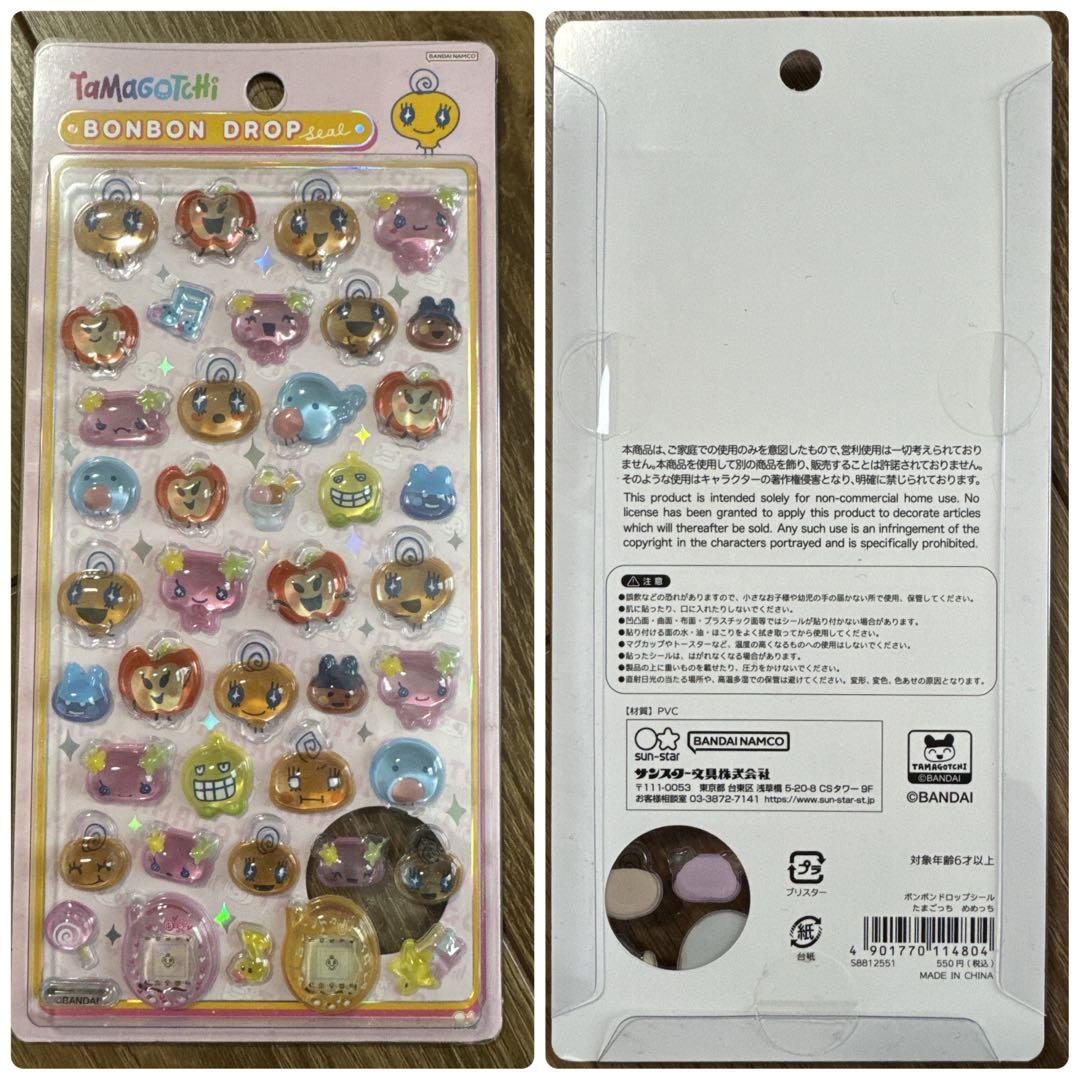 BANDAI NAMCO
TaMaGoTCHi
BONBON DROP seal
©BANDAI
本商品は、ご家庭での使用のみを意図したもので、営利使用は一切考えられており
ません。本商品を使用して別の商品を飾り、販売することは許諾されておりません。
そのような使用はキャラクターの著作権侵害となり、明確に禁じられております。
This product is intended solely for non-commercial home use. No
license has been granted to apply this product to decorate articles
which will thereafter be sold. Any such use is an infringement of the
copyright in the characters portrayed and is specifically prohibited.
注意
●誤飲などの恐れがありますので、小さなお子様や幼児の手の届かない所で使用、保管してください。
●肌に貼ったり、口に入れたりしないでください。
●凹凸面・曲面・布面・プラスチック面等ではシールが貼り付かない場合があります。
●貼り付ける面の水・油・ほこりをよく拭き取ってから使用してください。
●マグカップやトースターなど、温度の高くなるものへの使用はしないでください。
●貼ったシールは、はがれなくなる場合があります。
●製品の上に重いものを載せたり、圧力をかけないでください。
●直射日光の当たる場所や、高温多湿での保管は避けてください。変形、変色、色あせの原因となります。
【材質】PVC
sun-star
BANDAI NAMCO
サンスター文具株式会社
〒111-0053 東京都 台東区 浅草橋 5-20-8 CSタワー 9F
お客様相談室 03-3872-7141 https://www.sun-star-st.jp
TAMAGOTCHI
©BANDAI
©BANDAI
プラ
ブリスター
紙
台紙
対象年齢6才以上
ボンボンドロップシール
たまごっち めめっち
4 901770 114804
S8812551 550円(税込)
MADE IN CHINA